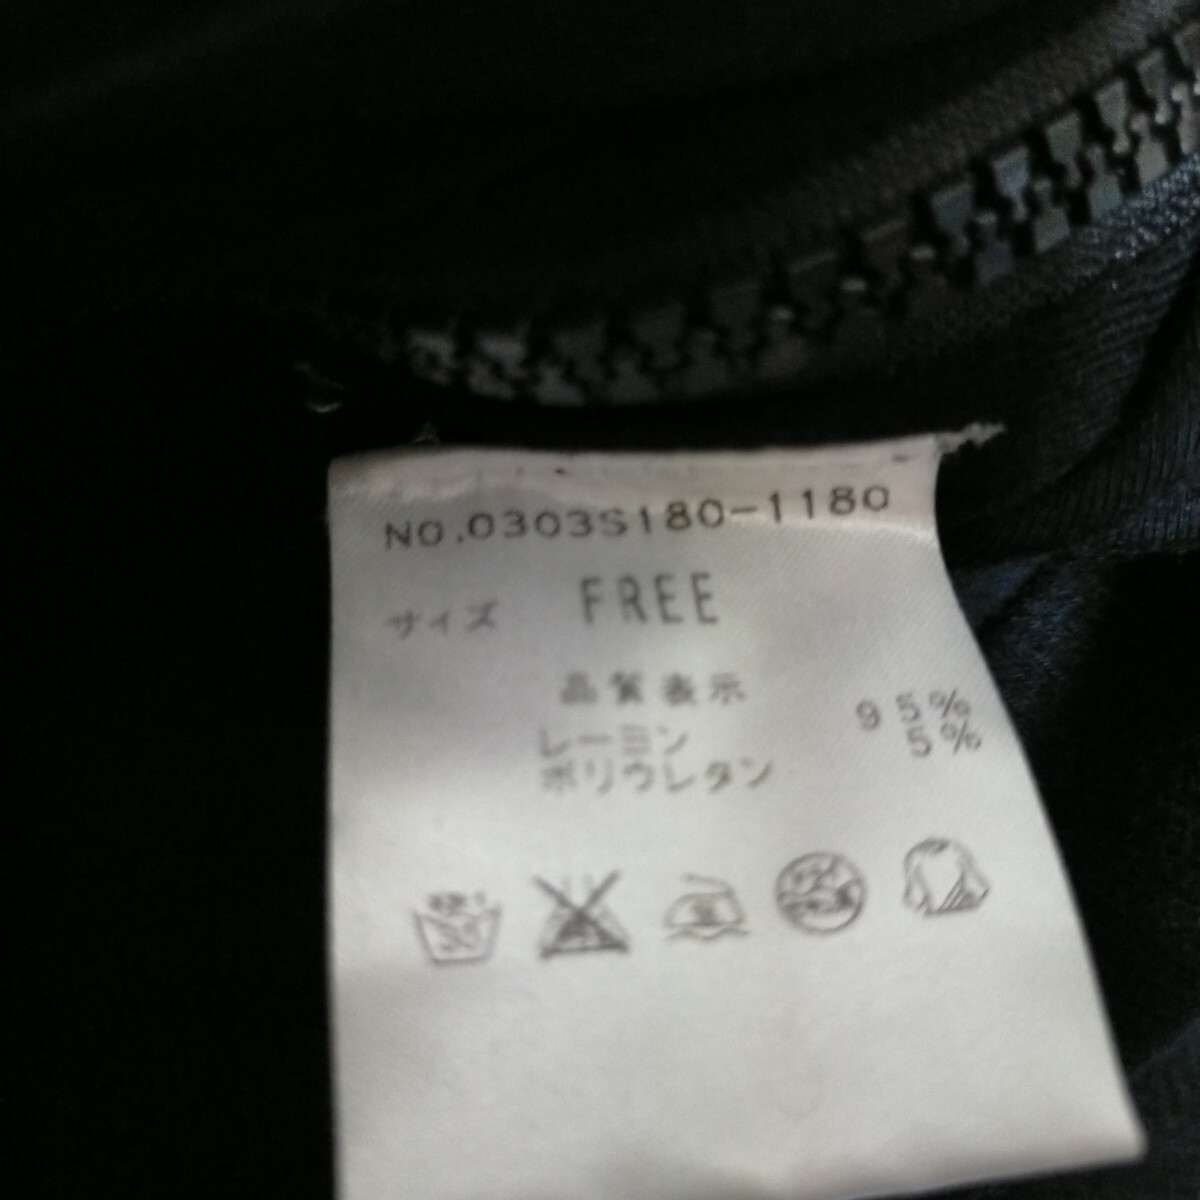 NO.0303S180-1180
サイズ FREE
品質表示
レーヨン 95%
ポリウレタン 5%